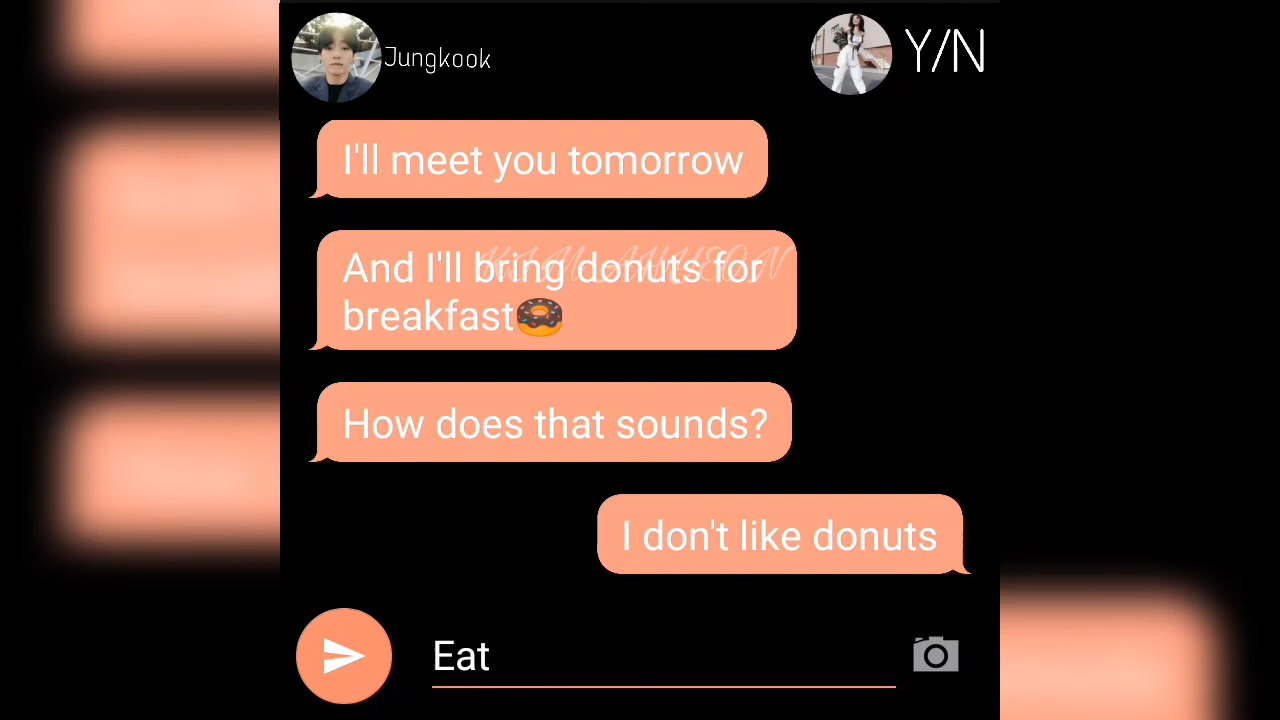 Jungkook
Y/N
I'll meet you tomorrow
And I'll bring donuts for
breakfast🍩
How does that sounds?
I don't like donuts
Eat